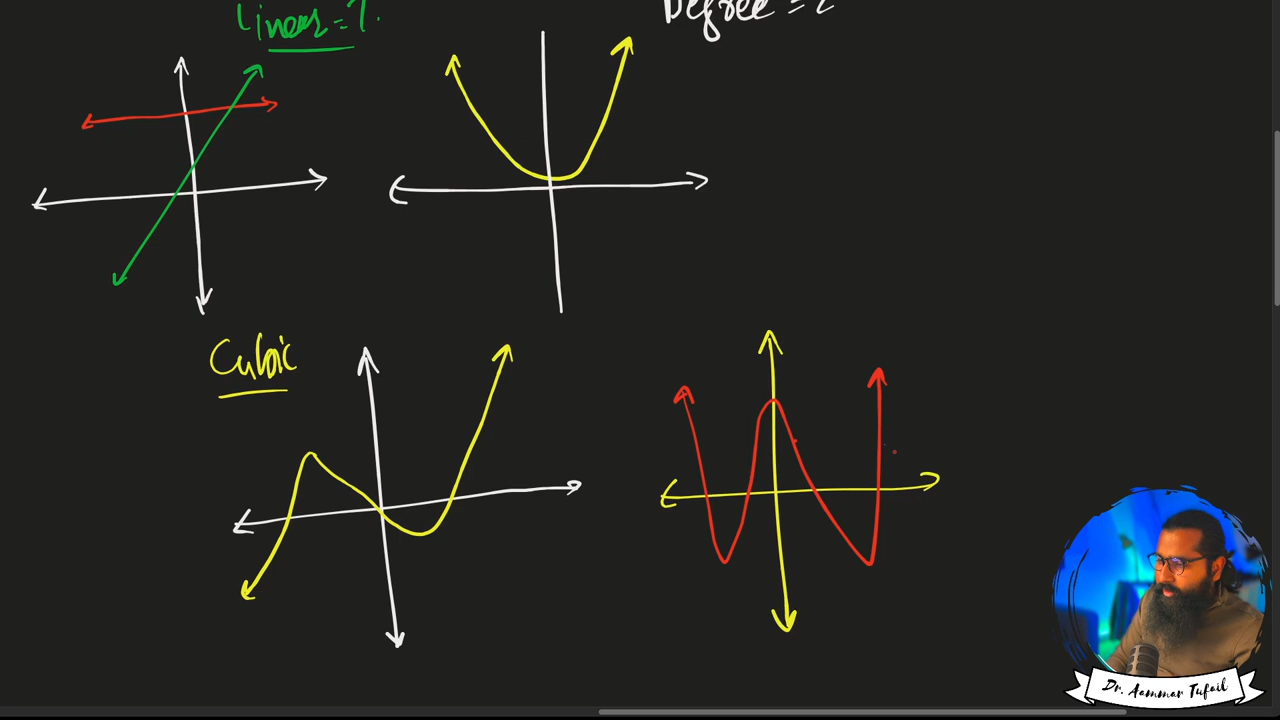 Linear = 1.
Degree = 2
Cubic
Dr. Aammar Tufail